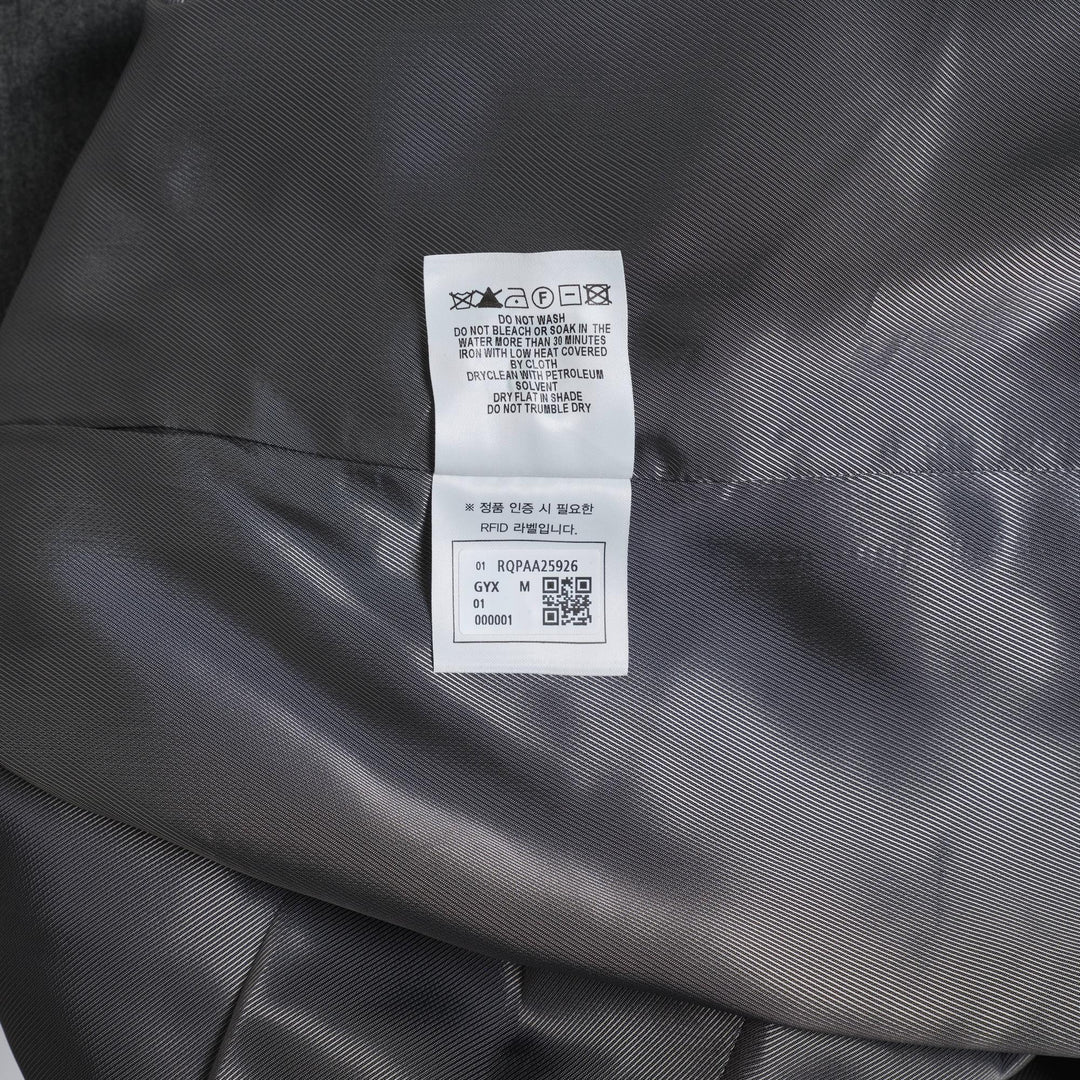 F
DO NOT WASH
DO NOT BLEACH OR SOAK IN THE
WATER MORE THAN 30 MINUTES
IRON WITH LOW HEAT COVERED
BY CLOTH
DRYCLEAN WITH PETROLEUM
SOLVENT
DRY FLAT IN SHADE
DO NOT TRUMBLE DRY
※ 정품 인증 시 필요한
RFID 라벨입니다.
01 RQPAA25926
GYX M
01
000001